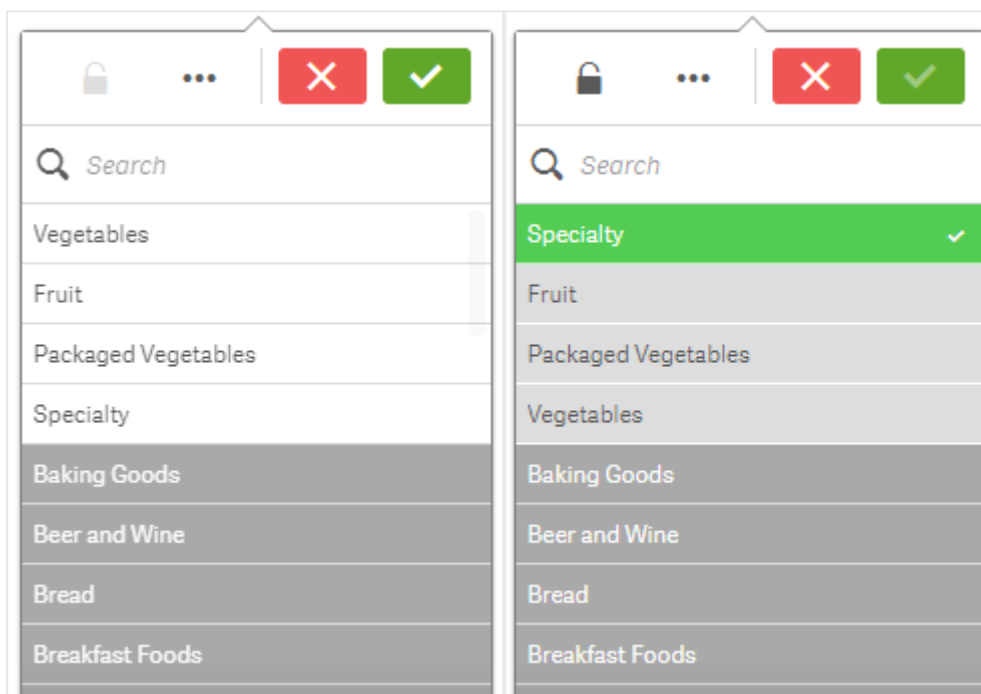 Search
Vegetables
Fruit
Packaged Vegetables
Specialty
Baking Goods
Beer and Wine
Bread
Breakfast Foods
Search
Specialty
Fruit
Packaged Vegetables
Vegetables
Baking Goods
Beer and Wine
Bread
Breakfast Foods